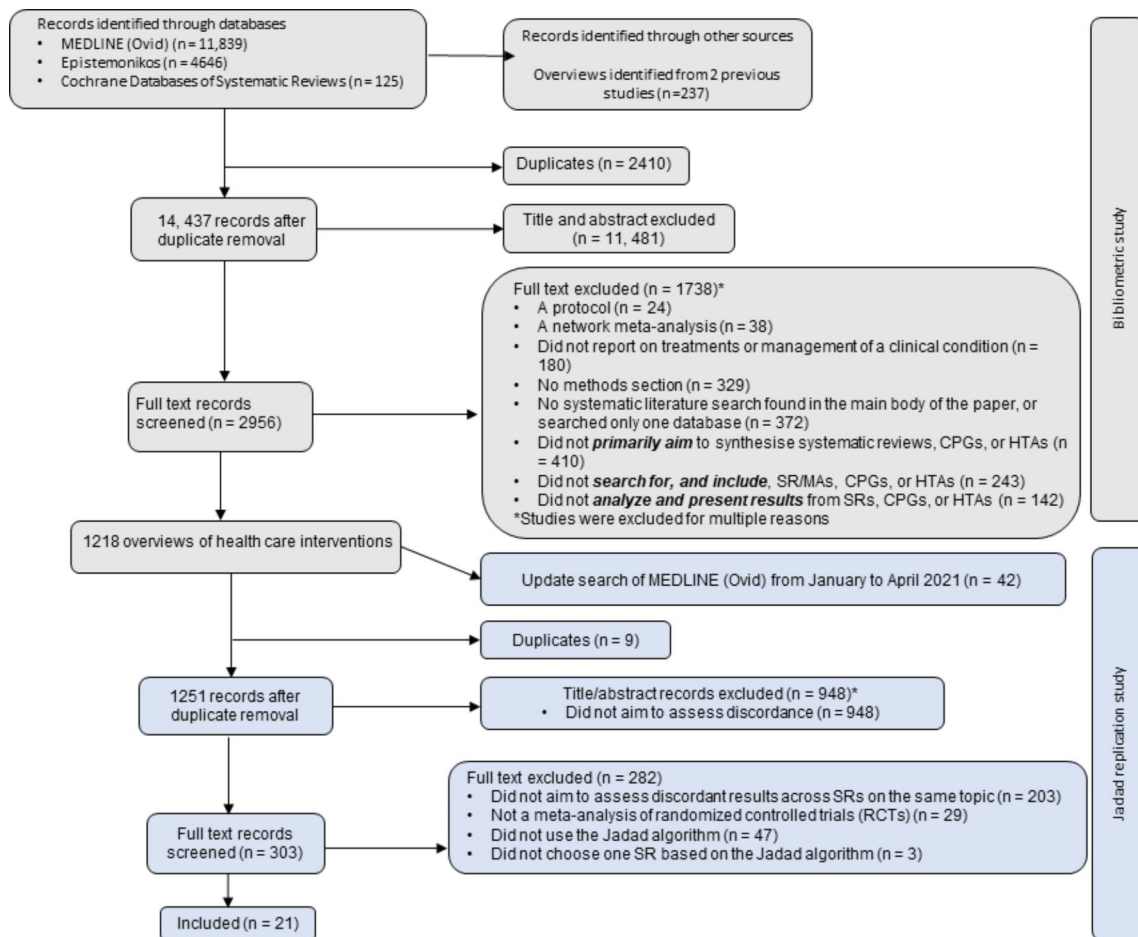 Records identified through databases
• MEDLINE (Ovid) (n = 11,839)
• Epistemonikos (n = 4646)
• Cochrane Databases of Systematic Reviews (n = 125)
Records identified through other sources
Overviews identified from 2 previous
studies (n =237)
Duplicates (n = 2410)
14, 437 records after
duplicate removal
Title and abstract excluded
(n = 11, 481)
Full text excluded (n = 1738)*
• A protocol (n = 24)
• A network meta-analysis (n = 38)
• Did not report on treatments or management of a clinical condition (n =
180)
• No methods section (n = 329)
• No systematic literature search found in the main body of the paper, or
searched only one database (n = 372)
• Did not primarily aim to synthesise systematic reviews, CPGs, or HTAs (n
= 410)
• Did not search for, and include, SR/MAs, CPGs, or HTAs (n = 243)
• Did not analyze and present results from SRs, CPGs, or HTAs (n = 142)
*Studies were excluded for multiple reasons
Full text records
screened (n = 2956)
Bibliometric study
1218 overviews of health care interventions
Update search of MEDLINE (Ovid) from January to April 2021 (n = 42)
Duplicates (n = 9)
1251 records after
duplicate removal
Title/abstract records excluded (n = 948)*
• Did not aim to assess discordance (n = 948)
Full text excluded (n = 282)
• Did not aim to assess discordant results across SRs on the same topic (n = 203)
• Not a meta-analysis of randomized controlled trials (RCTs) (n = 29)
• Did not use the Jadad algorithm (n = 47)
• Did not choose one SR based on the Jadad algorithm (n = 3)
Full text records
screened (n = 303)
Included (n = 21)
Jadad replication study